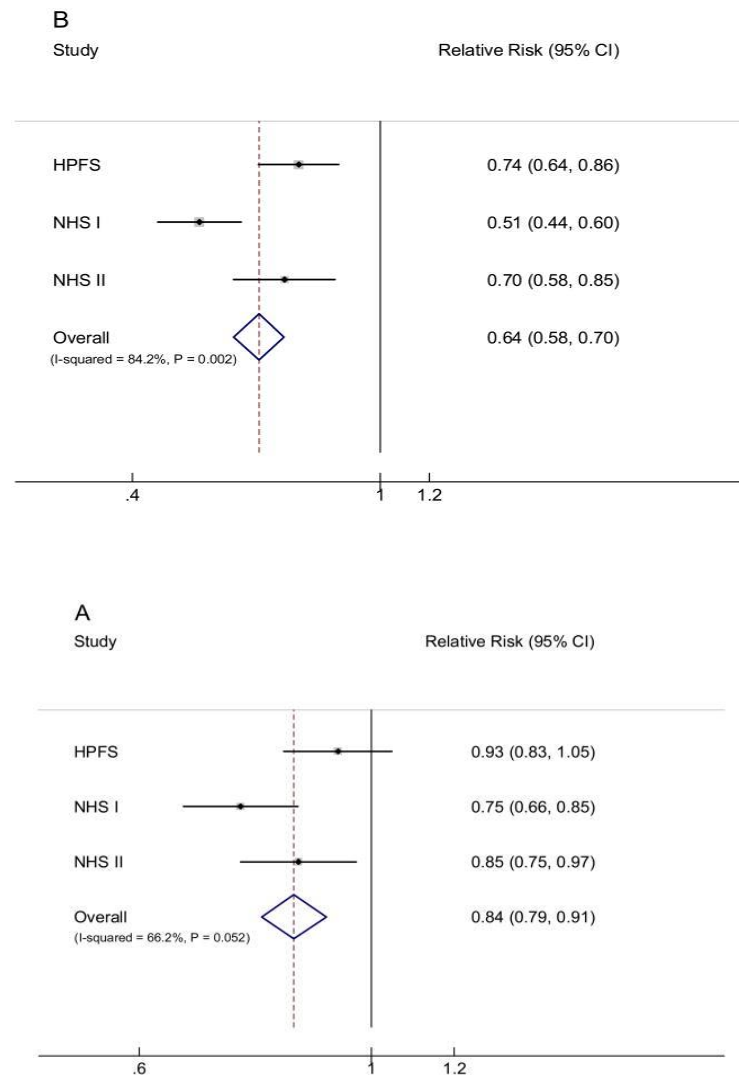 B
Study Relative Risk (95% CI)
HPFS 0.74 (0.64, 0.86)
NHS I 0.51 (0.44, 0.60)
NHS II 0.70 (0.58, 0.85)
Overall 0.64 (0.58, 0.70)
(I-squared = 84.2%, P = 0.002)
.4 1 1.2
A
Study Relative Risk (95% CI)
HPFS 0.93 (0.83, 1.05)
NHS I 0.75 (0.66, 0.85)
NHS II 0.85 (0.75, 0.97)
Overall 0.84 (0.79, 0.91)
(I-squared = 66.2%, P = 0.052)
.6 1 1.2